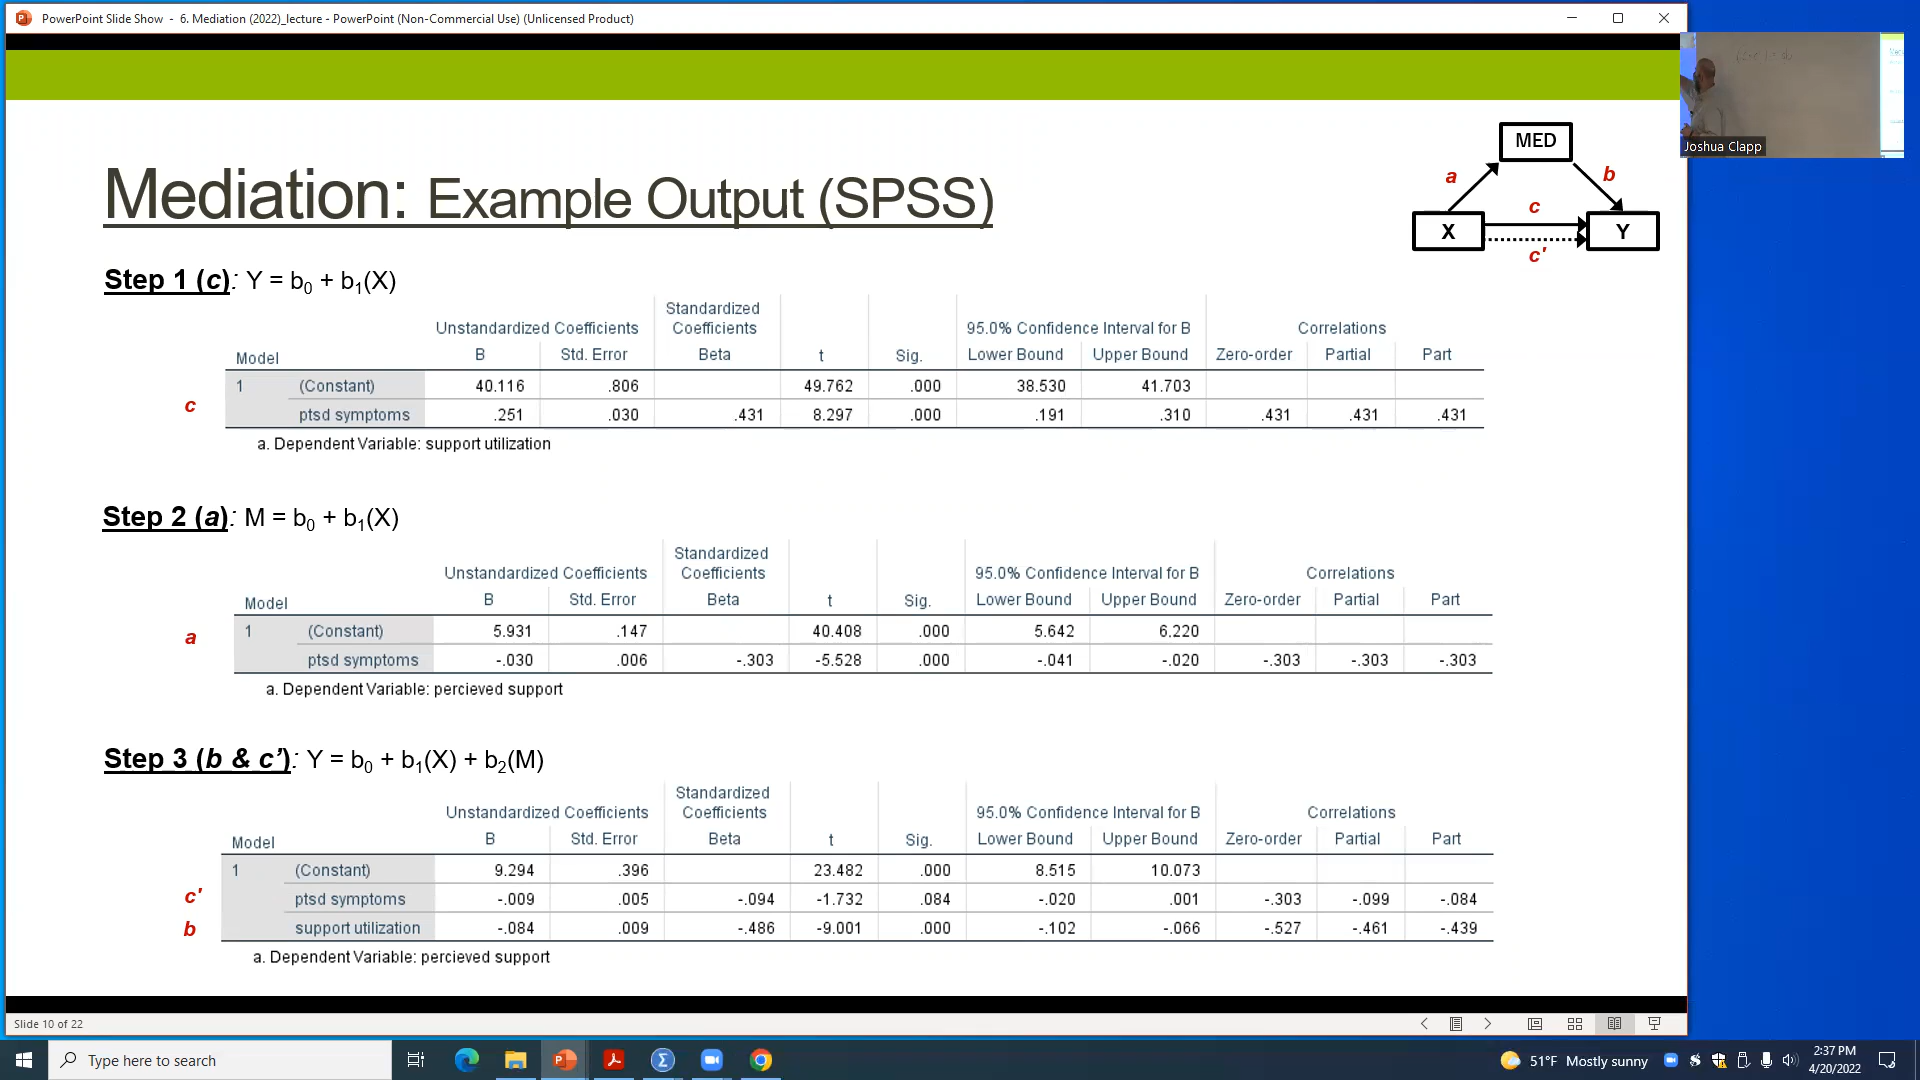 PowerPoint Slide Show - 6. Mediation (2022)_lecture - PowerPoint (Non-Commercial Use) (Unlicensed Product)
Joshua Clapp
Mediation: Example Output (SPSS)
MED
a
b
c
X
Y
c'
Step 1 (c): Y = b0 + b1(X)
Unstandardized Coefficients Standardized Coefficients 95.0% Confidence Interval for B Correlations
Model B Std. Error Beta t Sig. Lower Bound Upper Bound Zero-order Partial Part
1 (Constant) 40.116 .806 49.762 .000 38.530 41.703
c
ptsd symptoms .251 .030 .431 8.297 .000 .191 .310 .431 .431 .431
a. Dependent Variable: support utilization
Step 2 (a): M = b0 + b1(X)
Unstandardized Coefficients Standardized Coefficients 95.0% Confidence Interval for B Correlations
Model B Std. Error Beta t Sig. Lower Bound Upper Bound Zero-order Partial Part
1 (Constant) 5.931 .147 40.408 .000 5.642 6.220
a
ptsd symptoms -.030 .006 -.303 -5.528 .000 -.041 -.020 -.303 -.303 -.303
a. Dependent Variable: percieved support
Step 3 (b & c’): Y = b0 + b1(X) + b2(M)
Unstandardized Coefficients Standardized Coefficients 95.0% Confidence Interval for B Correlations
Model B Std. Error Beta t Sig. Lower Bound Upper Bound Zero-order Partial Part
1 (Constant) 9.294 .396 23.482 .000 8.515 10.073
c' ptsd symptoms -.009 .005 -.094 -1.732 .084 -.020 .001 -.303 -.099 -.084
b support utilization -.084 .009 -.486 -9.001 .000 -.102 -.066 -.527 -.461 -.439
a. Dependent Variable: percieved support
Slide 10 of 22
Type here to search
51°F Mostly sunny
2:37 PM
4/20/2022